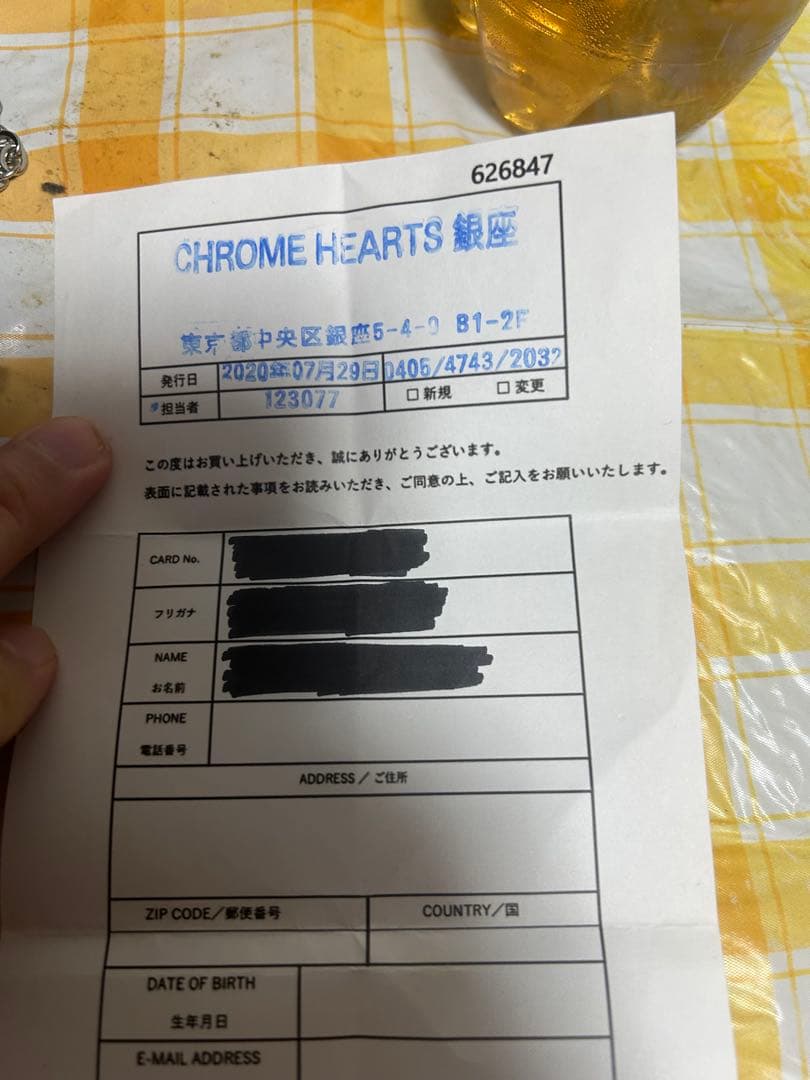 626847
CHROME HEARTS 銀座
東京都中央区銀座5-4-9 B1-2F
発行日 2020年07月29日 0405/4743/2032
担当者 123077 □ 新規 □ 変更
この度はお買い上げいただき、誠にありがとうございます。
表面に記載された事項をお読みいただき、ご同意の上、ご記入をお願いいたします。
CARD No.
フリガナ
NAME
お名前
PHONE
電話番号
ADDRESS / ご住所
ZIP CODE/郵便番号 COUNTRY/国
DATE OF BIRTH
生年月日
E-MAIL ADDRESS